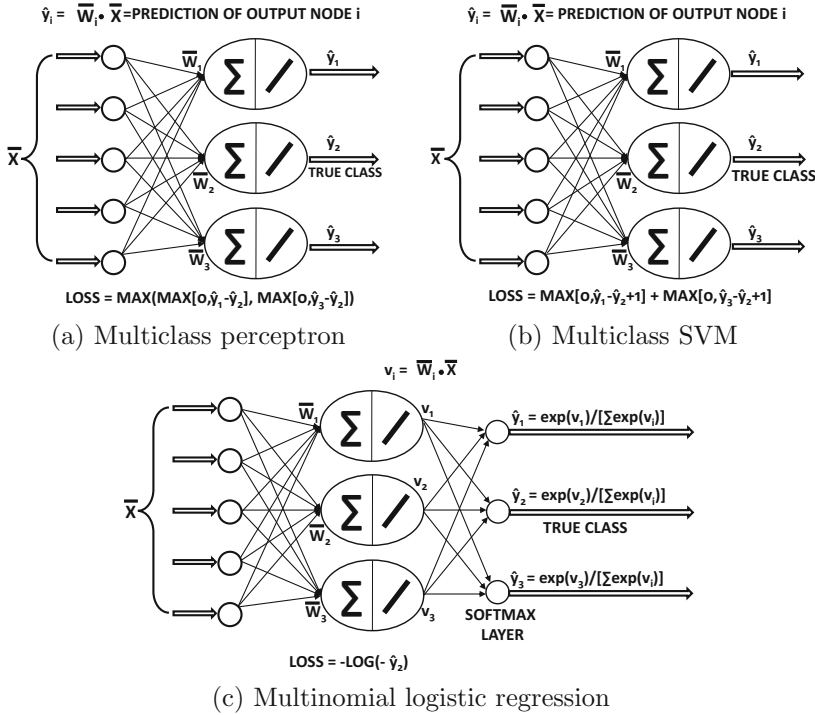 ŷᵢ = W̅ᵢ•X̅=PREDICTION OF OUTPUT NODE i
X̅
W̅₁
W̅₂
W̅₃
∑
∑
∑
ŷ₁
ŷ₂
TRUE CLASS
ŷ₃
LOSS = MAX(MAX[0,ŷ₁-ŷ₂], MAX[0,ŷ₃-ŷ₂])
(a) Multiclass perceptron
ŷᵢ = W̅ᵢ•X̅=PREDICTION OF OUTPUT NODE i
X̅
W̅₁
W̅₂
W̅₃
∑
∑
∑
ŷ₁
ŷ₂
TRUE CLASS
ŷ₃
LOSS = MAX[0,ŷ₁-ŷ₂+1] + MAX[0,ŷ₃-ŷ₂+1]
(b) Multiclass SVM
vᵢ = W̅ᵢ•X̅
X̅
W̅₁
W̅₂
W̅₃
∑
∑
∑
v₁
v₂
v₃
ŷ₁ = exp(v₁)/[∑exp(vᵢ)]
ŷ₂ = exp(v₂)/[∑exp(vᵢ)]
TRUE CLASS
ŷ₃ = exp(v₃)/[∑exp(vᵢ)]
SOFTMAX
LAYER
LOSS = -LOG(- ŷ₂)
(c) Multinomial logistic regression